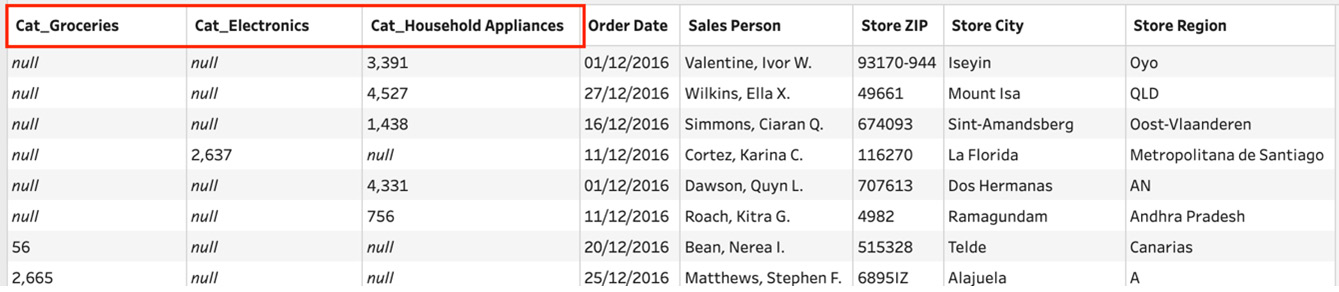 Cat_Groceries Cat_Electronics Cat_Household Appliances Order Date Sales Person Store ZIP Store City Store Region
null null 3,391 01/12/2016 Valentine, Ivor W. 93170-944 Iseyin Oyo
null null 4,527 27/12/2016 Wilkins, Ella X. 49661 Mount Isa QLD
null null 1,438 16/12/2016 Simmons, Ciaran Q. 674093 Sint-Amandsberg Oost-Vlaanderen
null 2,637 null 11/12/2016 Cortez, Karina C. 116270 La Florida Metropolitana de Santiago
null null 4,331 01/12/2016 Dawson, Quyn L. 707613 Dos Hermanas AN
null null 756 11/12/2016 Roach, Kitra G. 4982 Ramagundam Andhra Pradesh
56 null null 20/12/2016 Bean, Nerea I. 515328 Telde Canarias
2,665 null null 25/12/2016 Matthews, Stephen F. 6895IZ Alajuela A